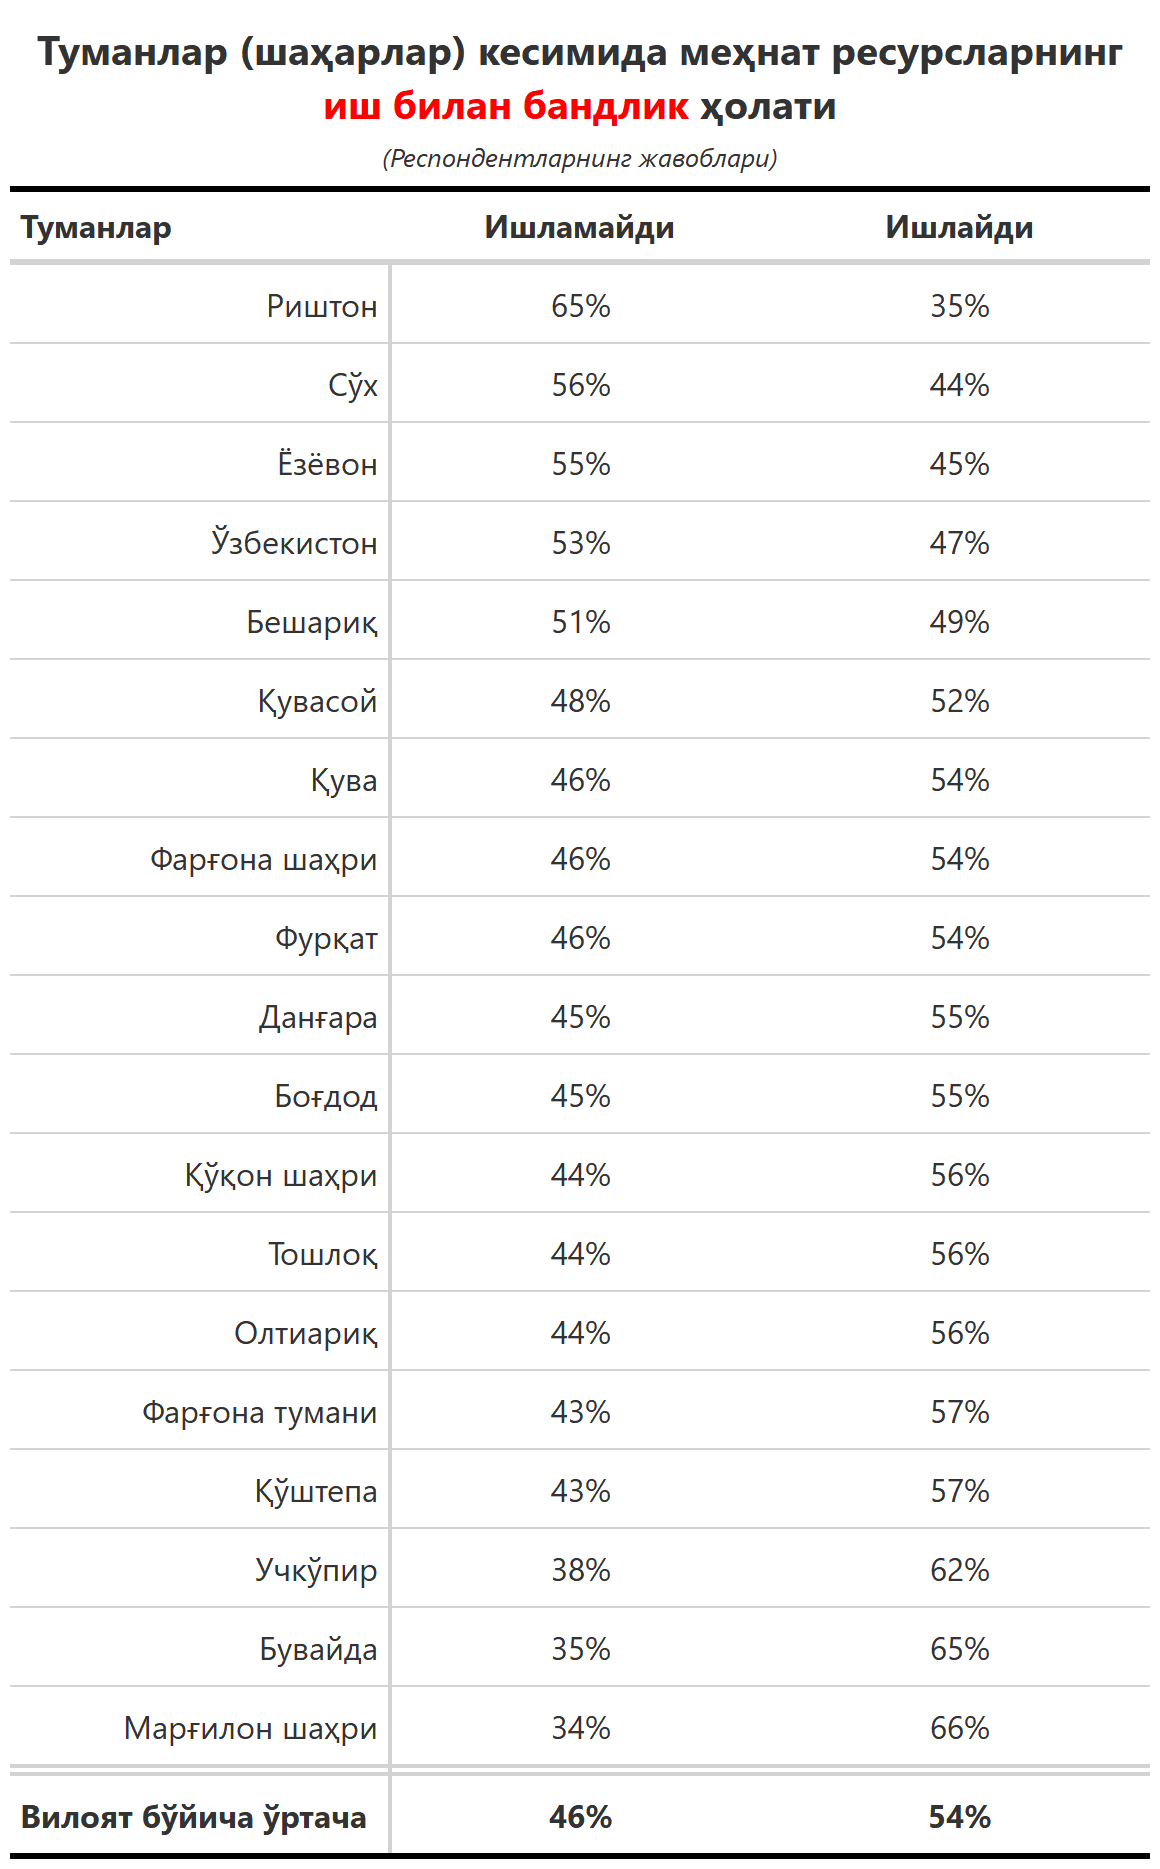 Туманлар (шаҳарлар) кесимида меҳнат ресурсларнинг
иш билан бандлик ҳолати
(Респондентларнинг жавоблари)
Туманлар Ишламайди Ишлайди
Риштон 65% 35%
Сўх 56% 44%
Ёзёвон 55% 45%
Ўзбекистон 53% 47%
Бешариқ 51% 49%
Қувасой 48% 52%
Қува 46% 54%
Фарғона шаҳри 46% 54%
Фурқат 46% 54%
Данғара 45% 55%
Боғдод 45% 55%
Қўқон шаҳри 44% 56%
Тошлоқ 44% 56%
Олтиариқ 44% 56%
Фарғона тумани 43% 57%
Қўштепа 43% 57%
Учкўпир 38% 62%
Бувайда 35% 65%
Марғилон шаҳри 34% 66%
Вилоят бўйича ўртача 46% 54%